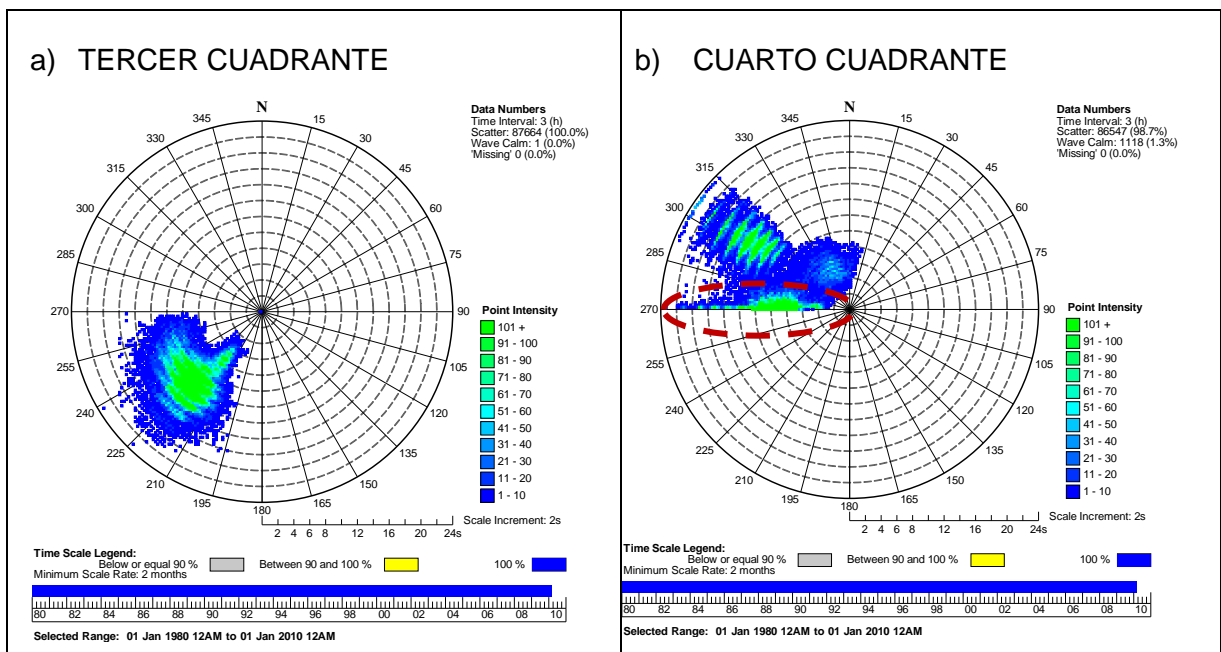 a) TERCER CUADRANTE
N
345
15
330
30
315
45
300
60
285
75
270
90
255
105
240
120
225
135
210
150
195
165
180
Data Numbers
Time Interval: 3 (h)
Scatter: 87664 (100.0%)
Wave Calm: 1 (0.0%)
'Missing' 0 (0.0%)
Point Intensity
101 +
91 - 100
81 - 90
71 - 80
61 - 70
51 - 60
41 - 50
31 - 40
21 - 30
11 - 20
1 - 10
2 4 6 8 12 16 20 24s
Scale Increment: 2s
Time Scale Legend:
Below or equal 90 % Between 90 and 100 % 100 %
Minimum Scale Rate: 2 months
80 82 84 86 88 90 92 94 96 98 00 02 04 06 08 10
Selected Range: 01 Jan 1980 12AM to 01 Jan 2010 12AM
b) CUARTO CUADRANTE
N
345
15
330
30
315
45
300
60
285
75
270
90
255
105
240
120
225
135
210
150
195
165
180
Data Numbers
Time Interval: 3 (h)
Scatter: 86547 (98.7%)
Wave Calm: 1118 (1.3%)
'Missing' 0 (0.0%)
Point Intensity
101 +
91 - 100
81 - 90
71 - 80
61 - 70
51 - 60
41 - 50
31 - 40
21 - 30
11 - 20
1 - 10
2 4 6 8 12 16 20 24s
Scale Increment: 2s
Time Scale Legend:
Below or equal 90 % Between 90 and 100 % 100 %
Minimum Scale Rate: 2 months
80 82 84 86 88 90 92 94 96 98 00 02 04 06 08 10
Selected Range: 01 Jan 1980 12AM to 01 Jan 2010 12AM